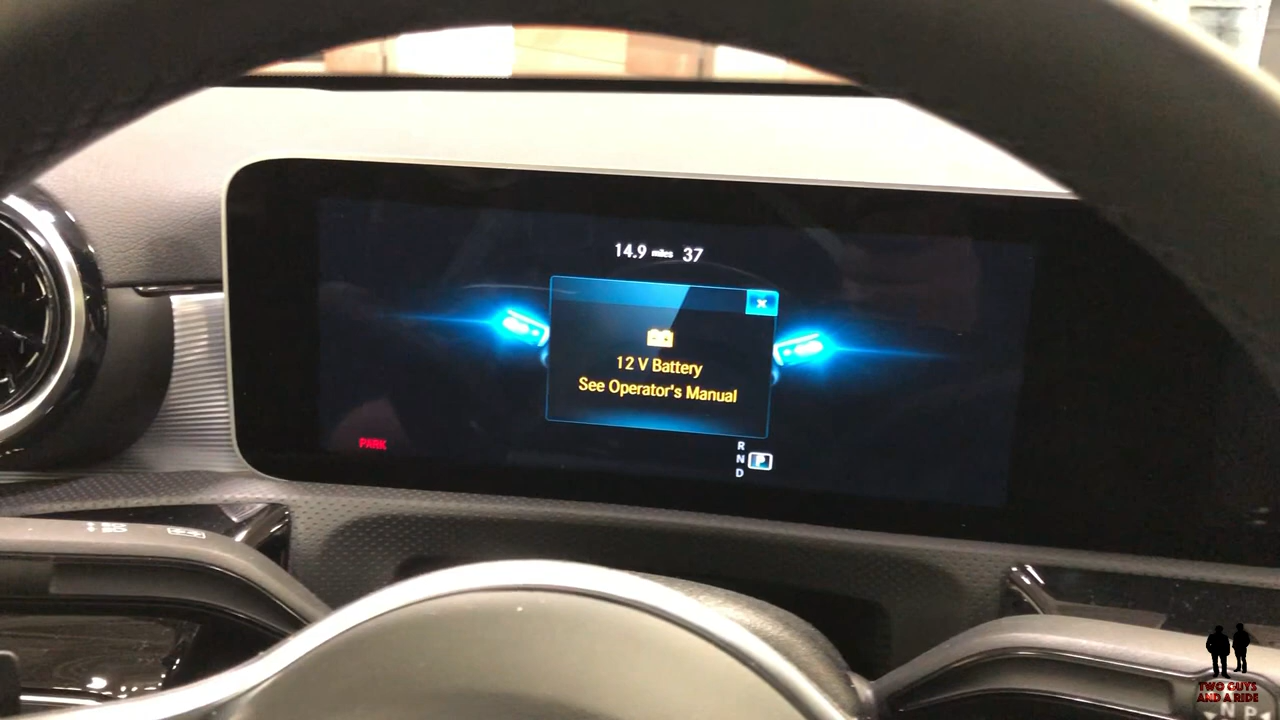 14.9 miles 37
12 V Battery
See Operator's Manual
PARK
R
N
P
D
TWO GUYS
AND A RIDE
N P